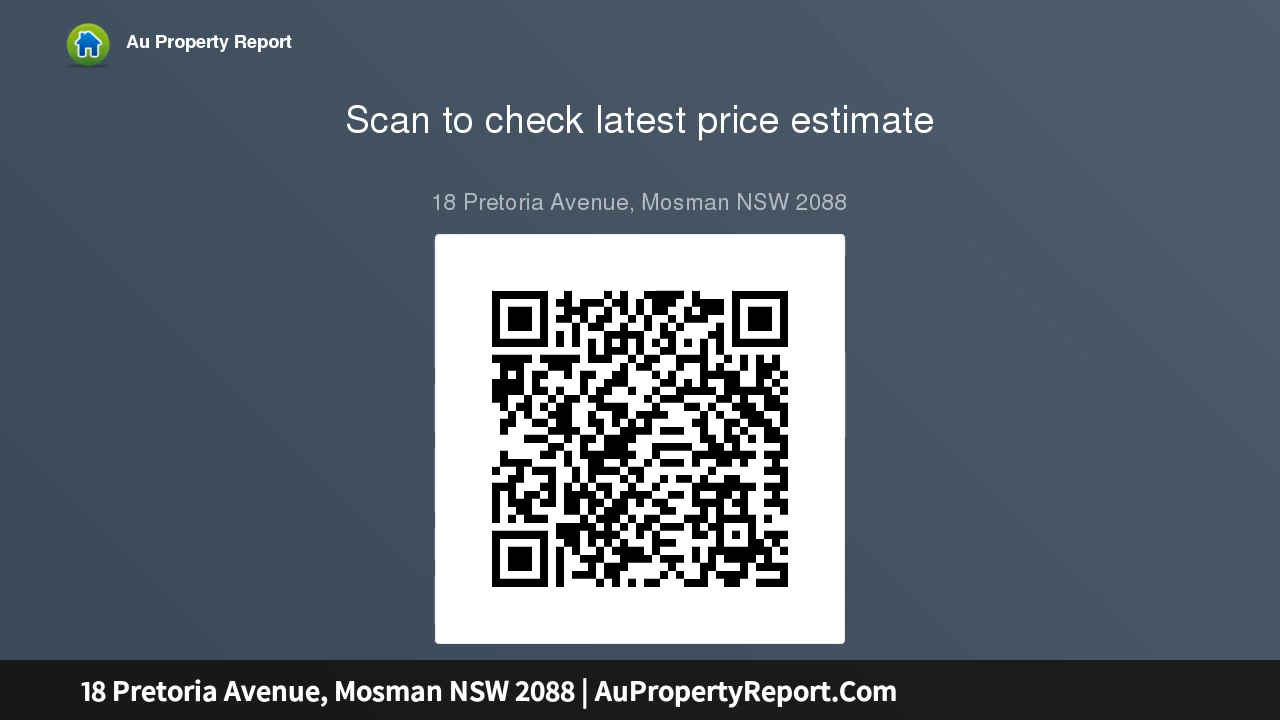 Au Property Report
Scan to check latest price estimate
18 Pretoria Avenue, Mosman NSW 2088
18 Pretoria Avenue, Mosman NSW 2088 | AuPropertyReport.Com